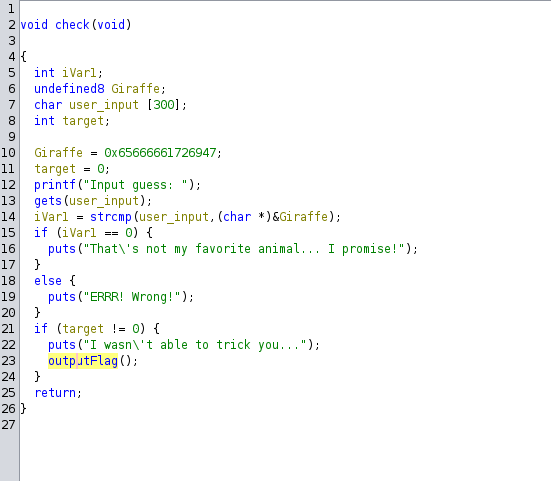 1
2 void check(void)
3
4 {
5   int iVar1;
6   undefined8 Giraffe;
7   char user_input [300];
8   int target;
9
10   Giraffe = 0x65666661726947;
11   target = 0;
12   printf("Input guess: ");
13   gets(user_input);
14   iVar1 = strcmp(user_input,(char *)&Giraffe);
15   if (iVar1 == 0) {
16     puts("That\'s not my favorite animal... I promise!");
17   }
18   else {
19     puts("ERRR! Wrong!");
20   }
21   if (target != 0) {
22     puts("I wasn\'t able to trick you...");
23     outputFlag();
24   }
25   return;
26 }
27